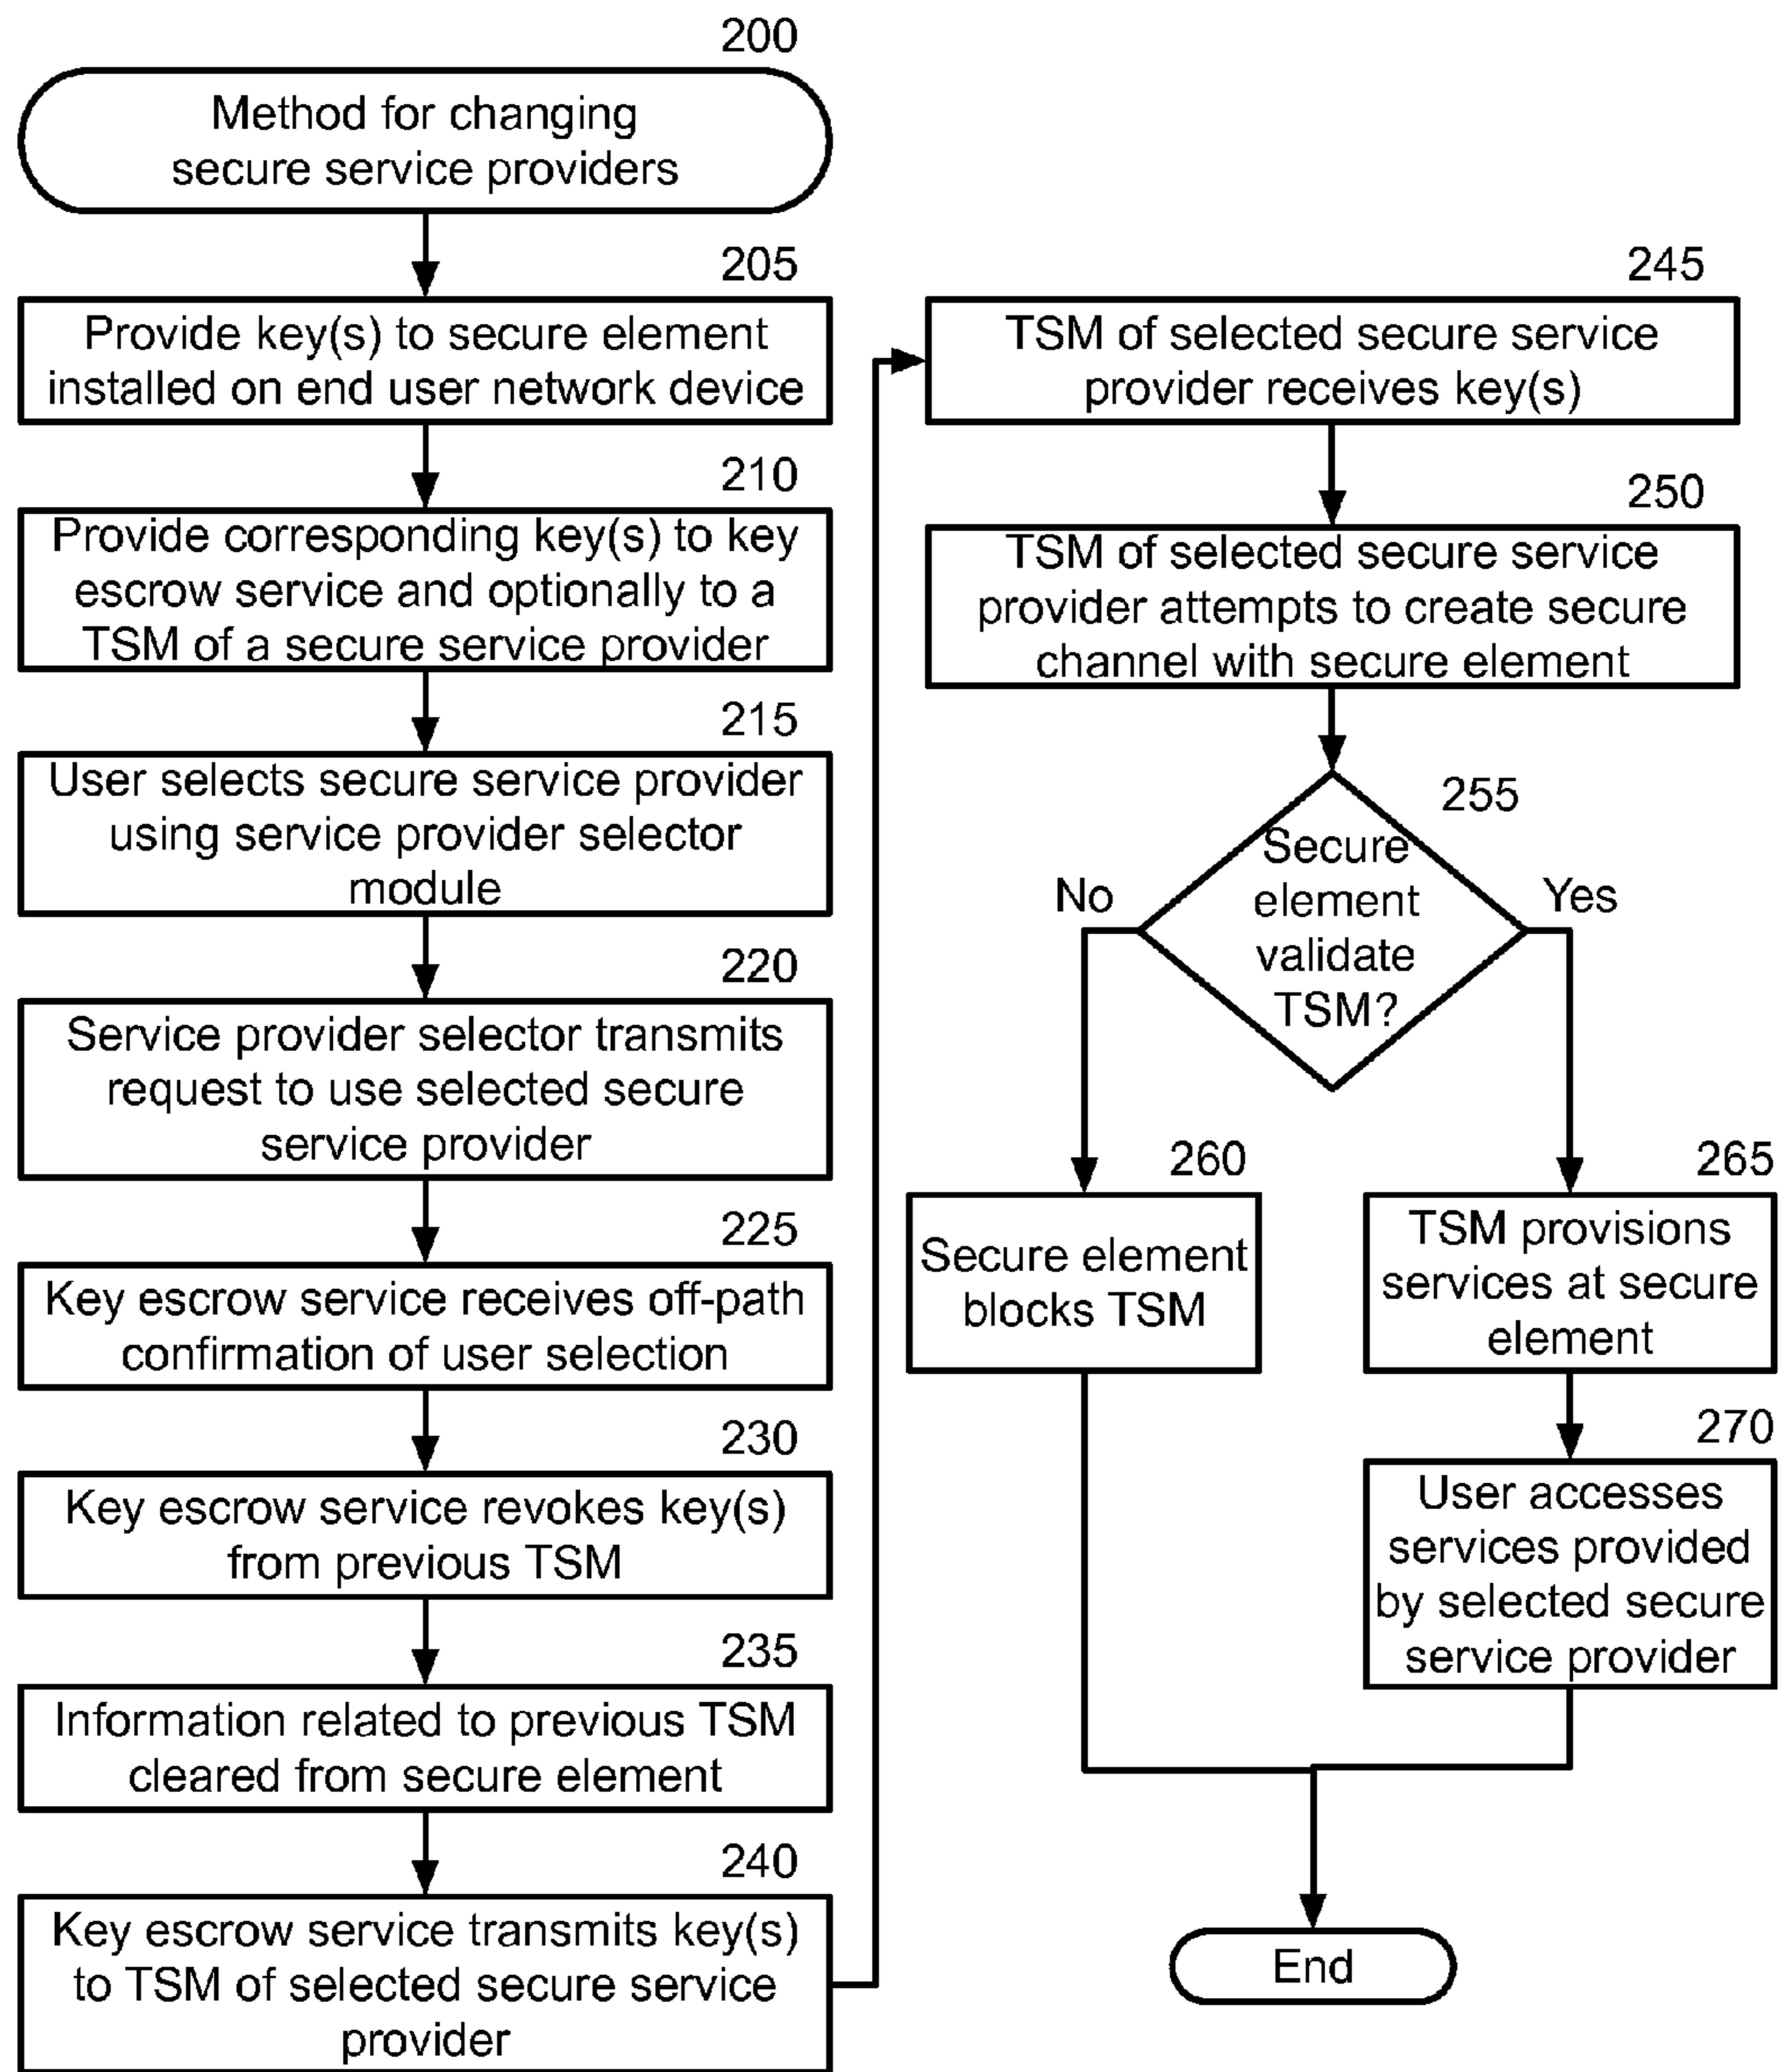 200
Method for changing
secure service providers
205
Provide key(s) to secure element
installed on end user network device
210
Provide corresponding key(s) to key
escrow service and optionally to a
TSM of a secure service provider
215
User selects secure service provider
using service provider selector
module
220
Service provider selector transmits
request to use selected secure
service provider
225
Key escrow service receives off-path
confirmation of user selection
230
Key escrow service revokes key(s)
from previous TSM
235
Information related to previous TSM
cleared from secure element
240
Key escrow service transmits key(s)
to TSM of selected secure service
provider
245
TSM of selected secure service
provider receives key(s)
250
TSM of selected secure service
provider attempts to create secure
channel with secure element
255
Secure
element
validate
TSM?
No
Yes
260
Secure element
blocks TSM
265
TSM provisions
services at secure
element
270
User accesses
services provided
by selected secure
service provider
End